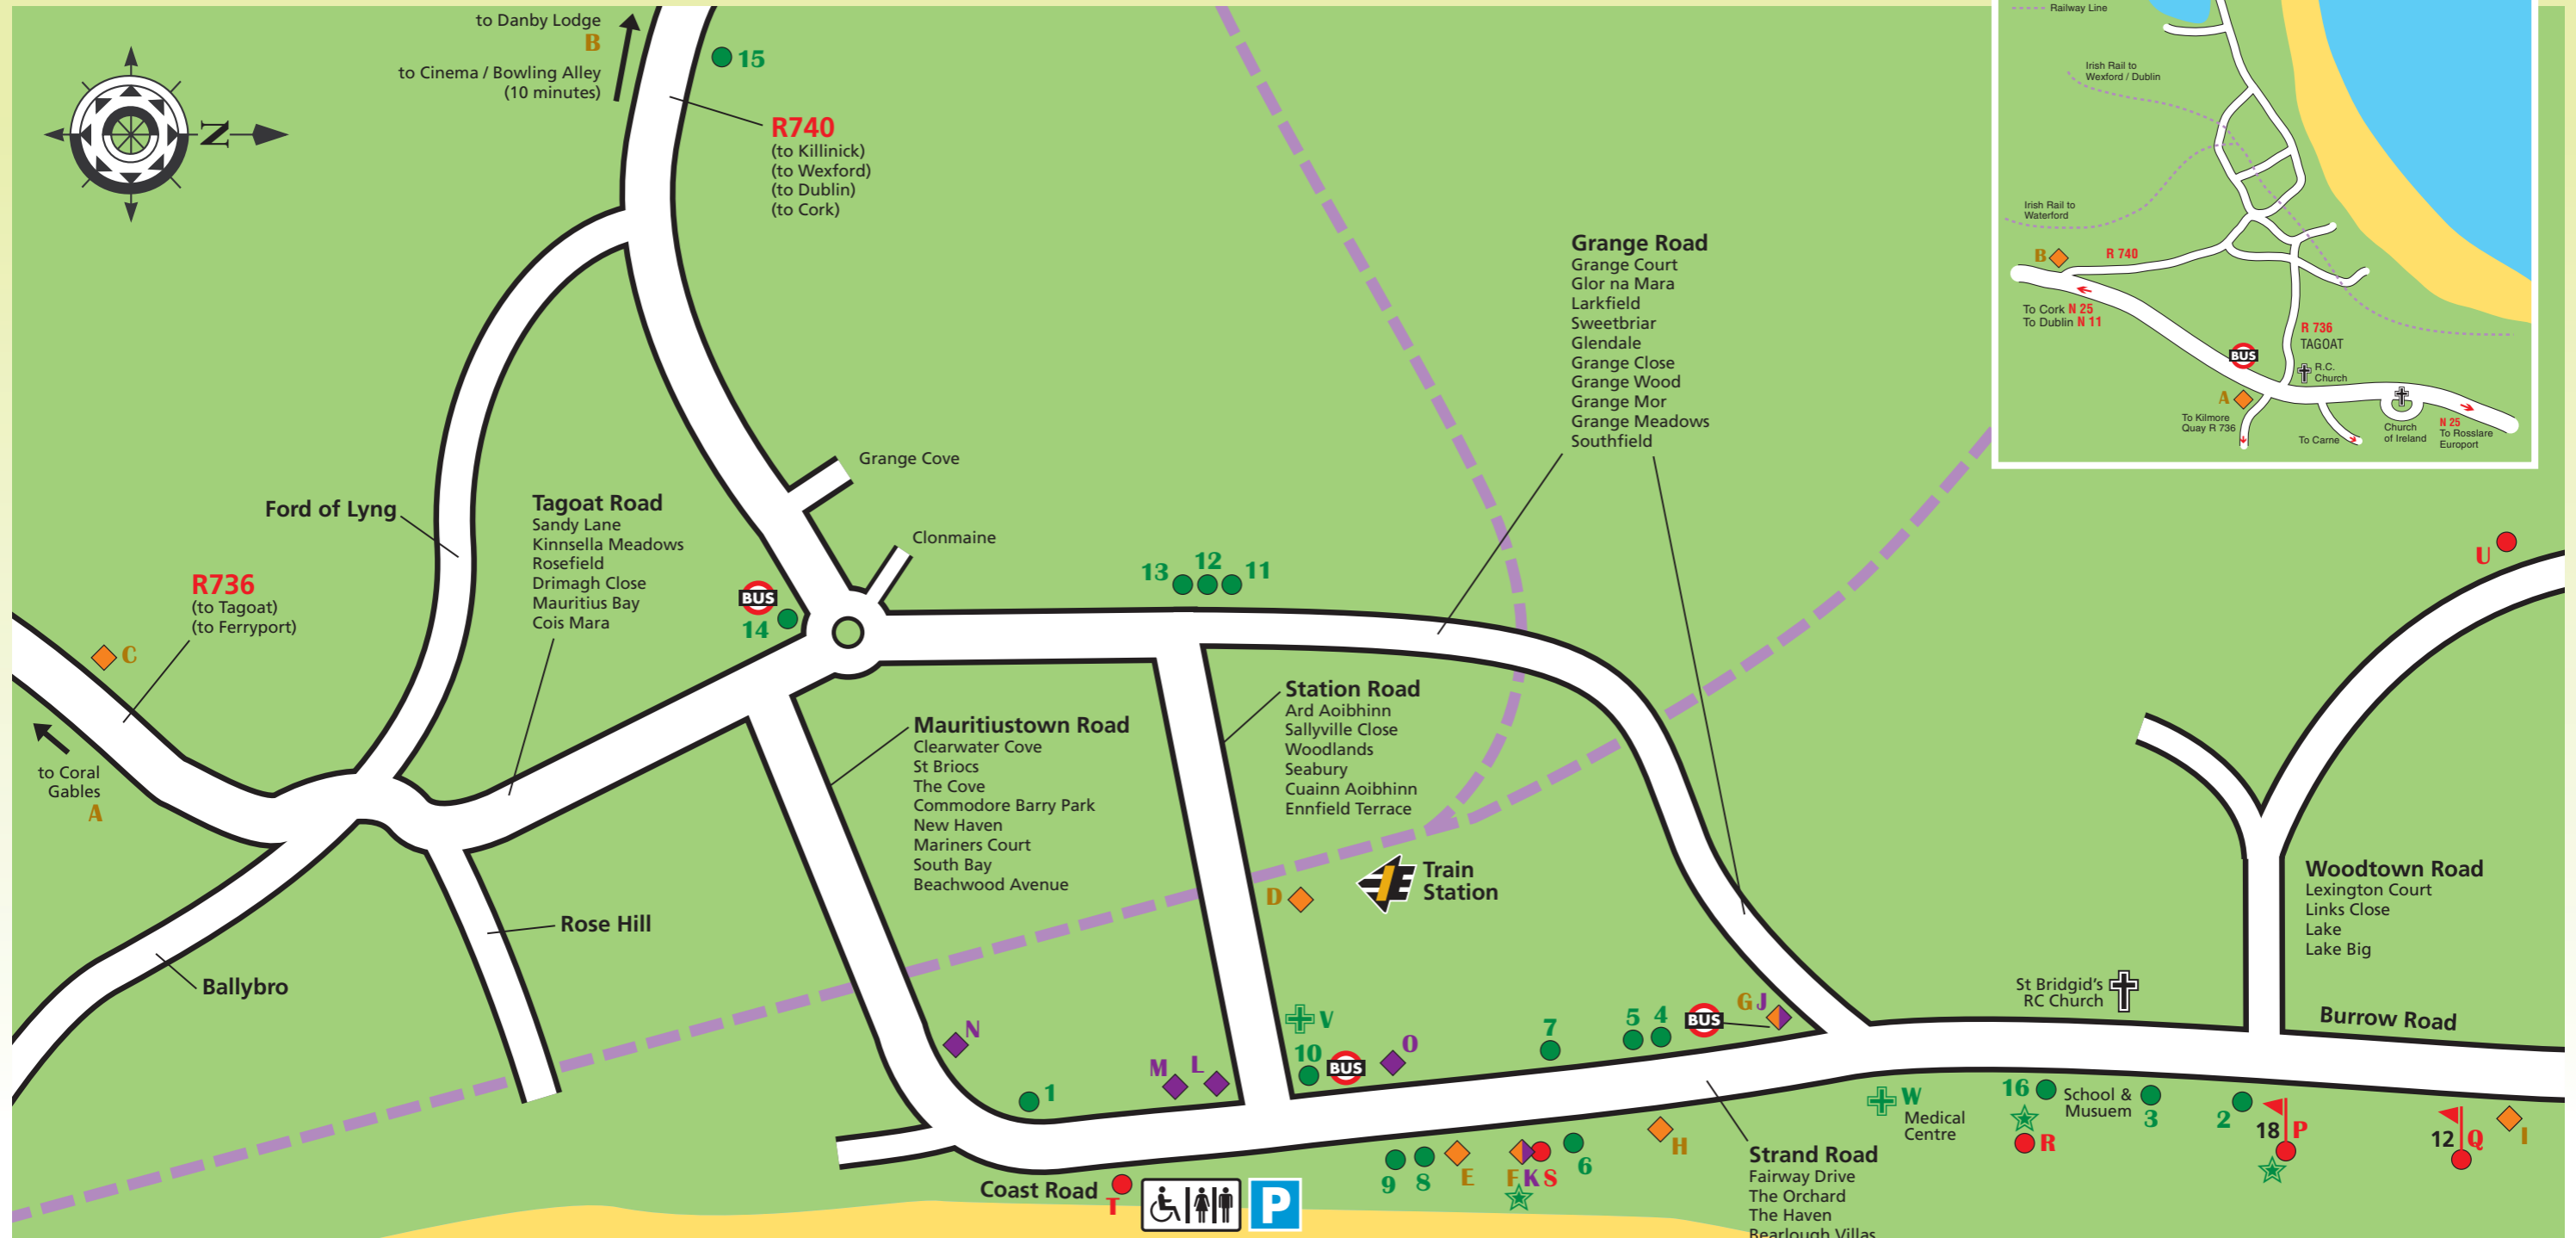 to Danby Lodge
B
to Cinema / Bowling Alley
(10 minutes)
N
15
R740
(to Killinick)
(to Wexford)
(to Dublin)
(to Cork)
Railway Line
Irish Rail to
Wexford / Dublin
Irish Rail to
Waterford
B
R 740
To Cork N 25
To Dublin N 11
R 736
TAGOAT
BUS
R.C.
Church
A
To Kilmore
Quay R 736
To Carne
Church
of Ireland
N 25
To Rosslare
Europort
Grange Road
Grange Court
Glor na Mara
Larkfield
Sweetbriar
Glendale
Grange Close
Grange Wood
Grange Mor
Grange Meadows
Southfield
Grange Cove
Clonmaine
Ford of Lyng
Tagoat Road
Sandy Lane
Kinnsella Meadows
Rosefield
Drimagh Close
Mauritius Bay
Cois Mara
R736
(to Tagoat)
(to Ferryport)
C
to Coral
Gables
A
BUS
14
13
12
11
U
Mauritiustown Road
Clearwater Cove
St Briocs
The Cove
Commodore Barry Park
New Haven
Mariners Court
South Bay
Beachwood Avenue
Station Road
Ard Aoibhinn
Sallyville Close
Woodlands
Seabury
Cuainn Aoibhinn
Ennfield Terrace
D
Train
Station
Rose Hill
Ballybro
Woodtown Road
Lexington Court
Links Close
Lake
Lake Big
St Bridgid's
RC Church
Burrow Road
N
1
M
L
V
10
BUS
O
7
5
4
BUS
G J
W
Medical
Centre
16
R
School &
Musuem
3
2
18
P
12
Q
I
Coast Road
T
P
9
8
E
F K S
6
H
Strand Road
Fairway Drive
The Orchard
The Haven
Bearlough Villas